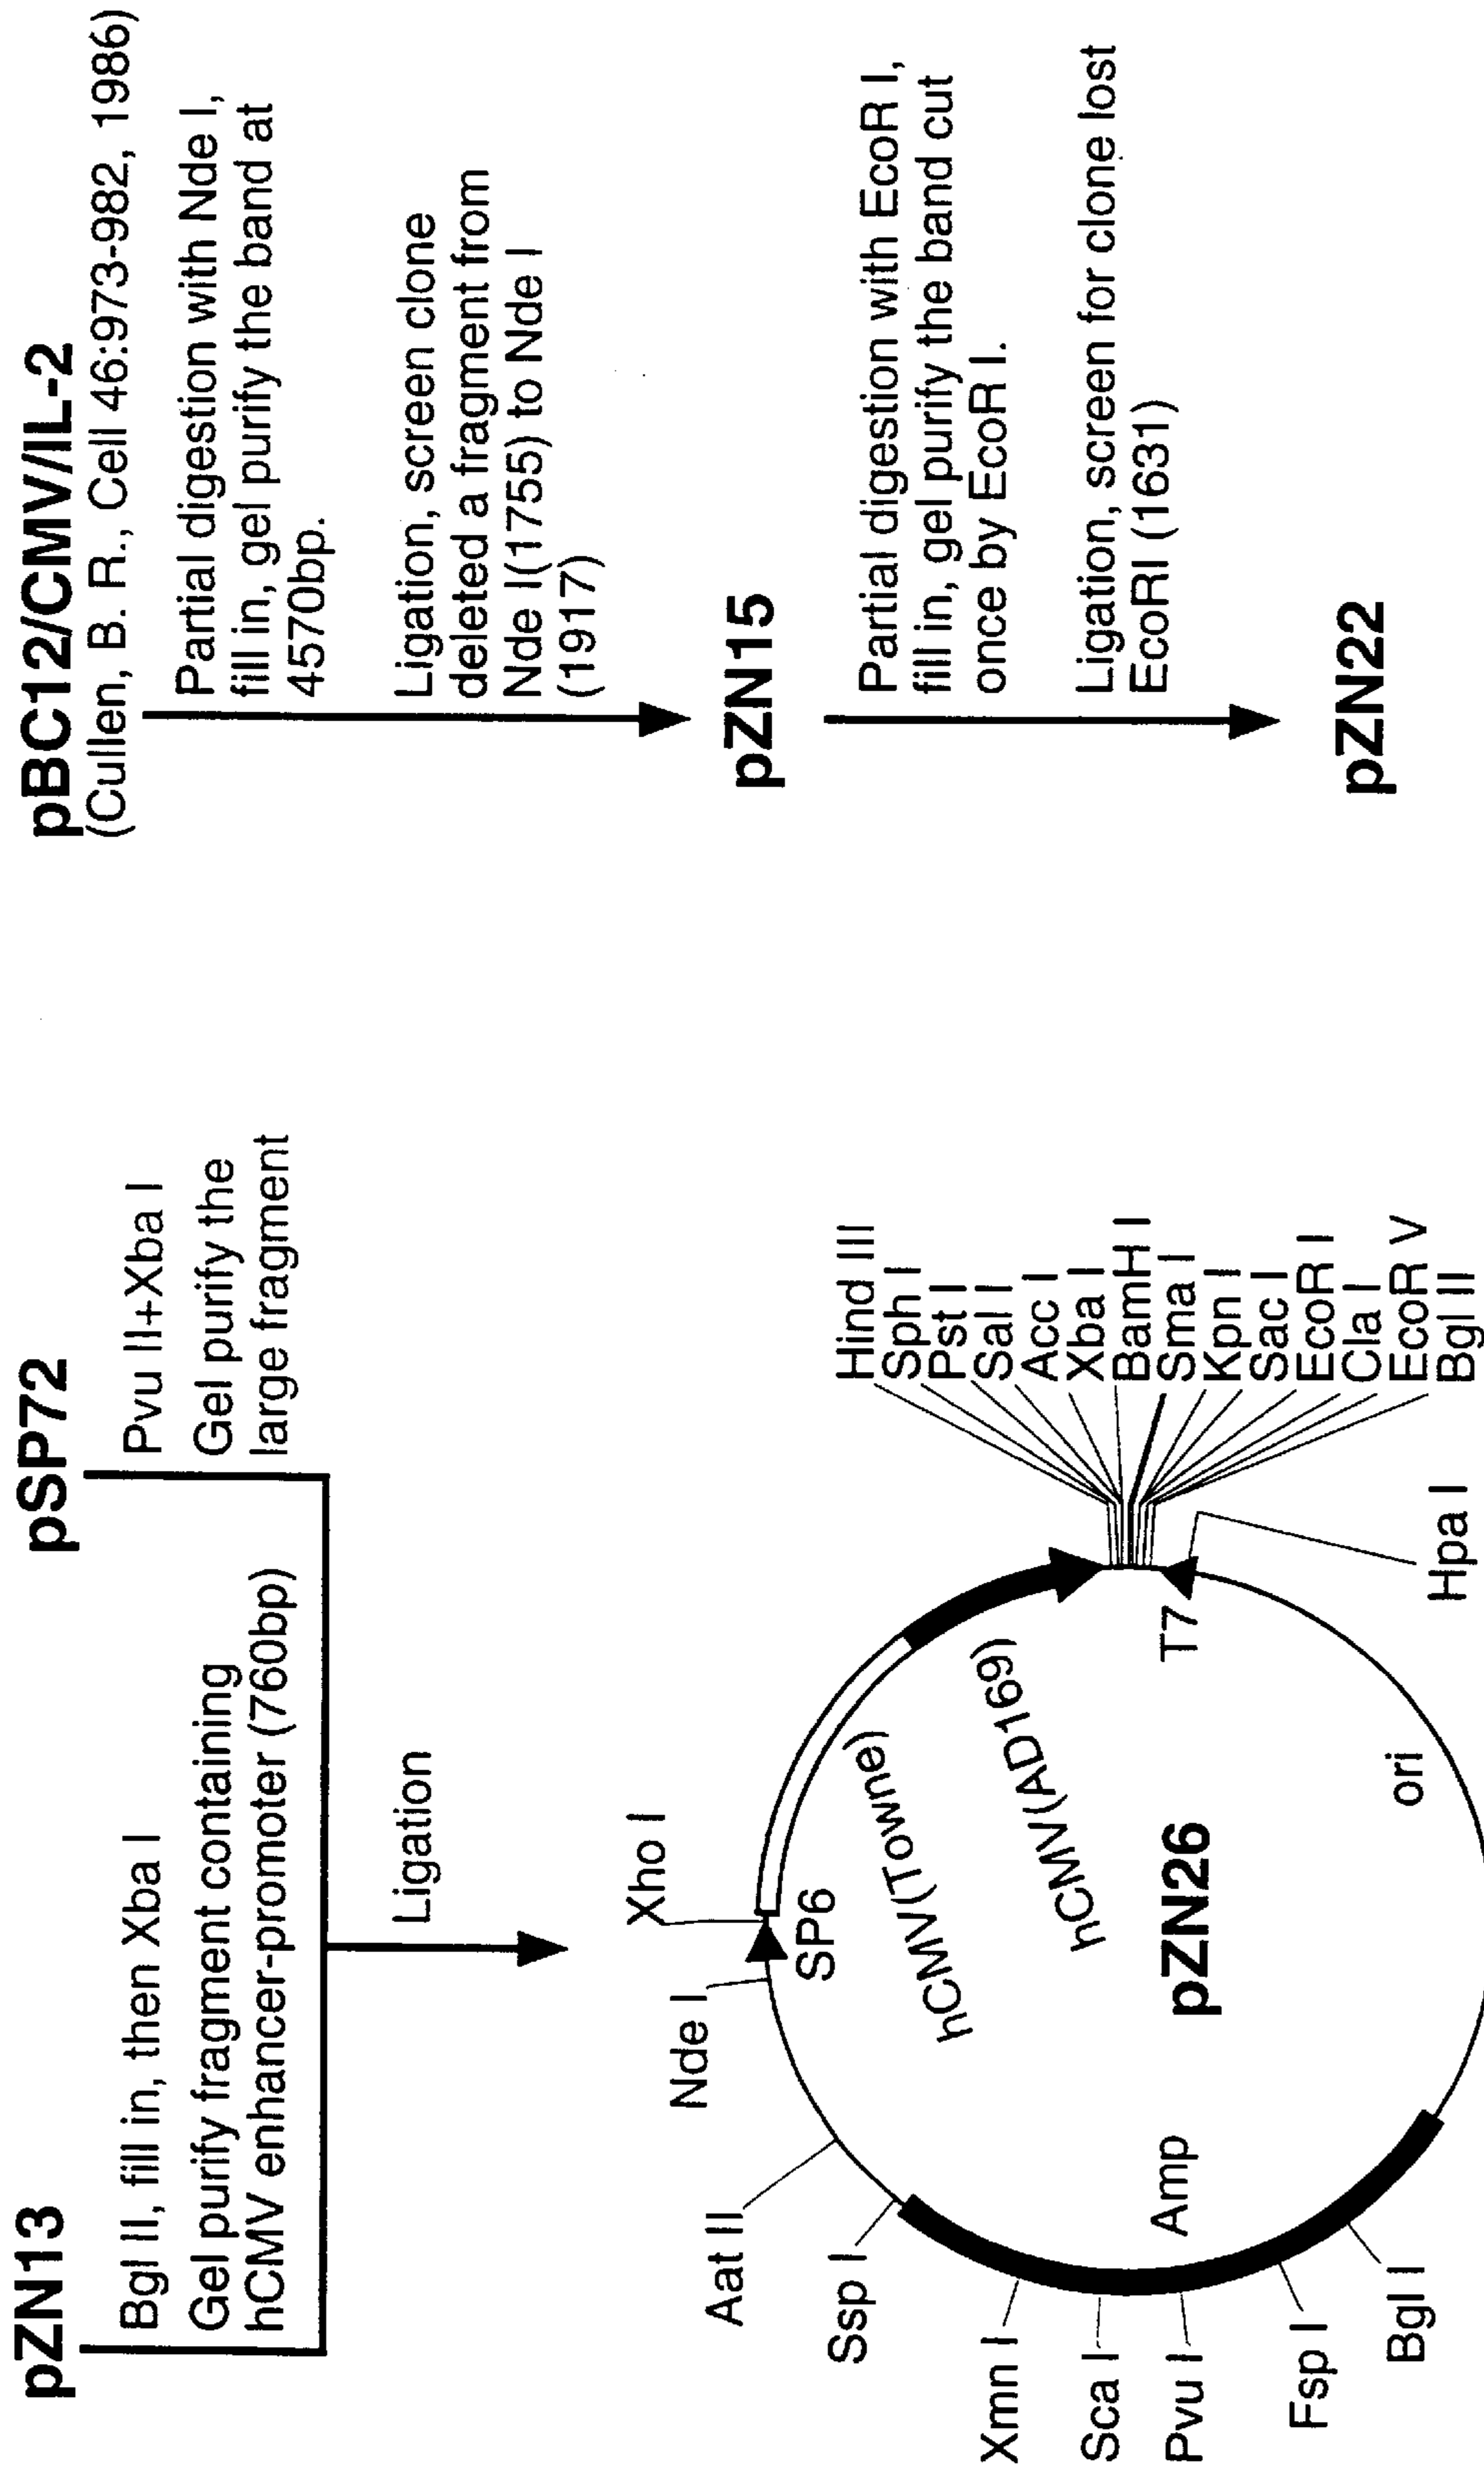 pZN13
Bgl II, fill in, then Xba I
Gel purify fragment containing
hCMV enhancer-promoter (760bp)
pSP72
Pvu II+Xba I
Gel purify the
large fragment
Ligation
Xho I
Nde I
SP6
Aat II
Ssp I
Xmn I
Sca I
Pvu I
Fsp I
Bgl I
Amp
hCMV(Towne)
hCMV(AD169)
pZN26
ori
T7
Hpa I
Hind III
Sph I
Pst I
Sal I
Acc I
Xba I
BamH I
Sma I
Kpn I
Sac I
EcoR I
Cla I
EcoR V
Bgl II
pBC12/CMV/IL-2
(Cullen, B. R., Cell 46:973-982, 1986)
Partial digestion with Nde I,
fill in, gel purify the band at
4570bp.
Ligation, screen clone
deleted a fragment from
Nde I(1755) to Nde I
(1917)
pZN15
Partial digestion with EcoR I,
fill in, gel purify the band cut
once by EcoR I.
Ligation, screen for clone lost
EcoRI (1631)
pZN22